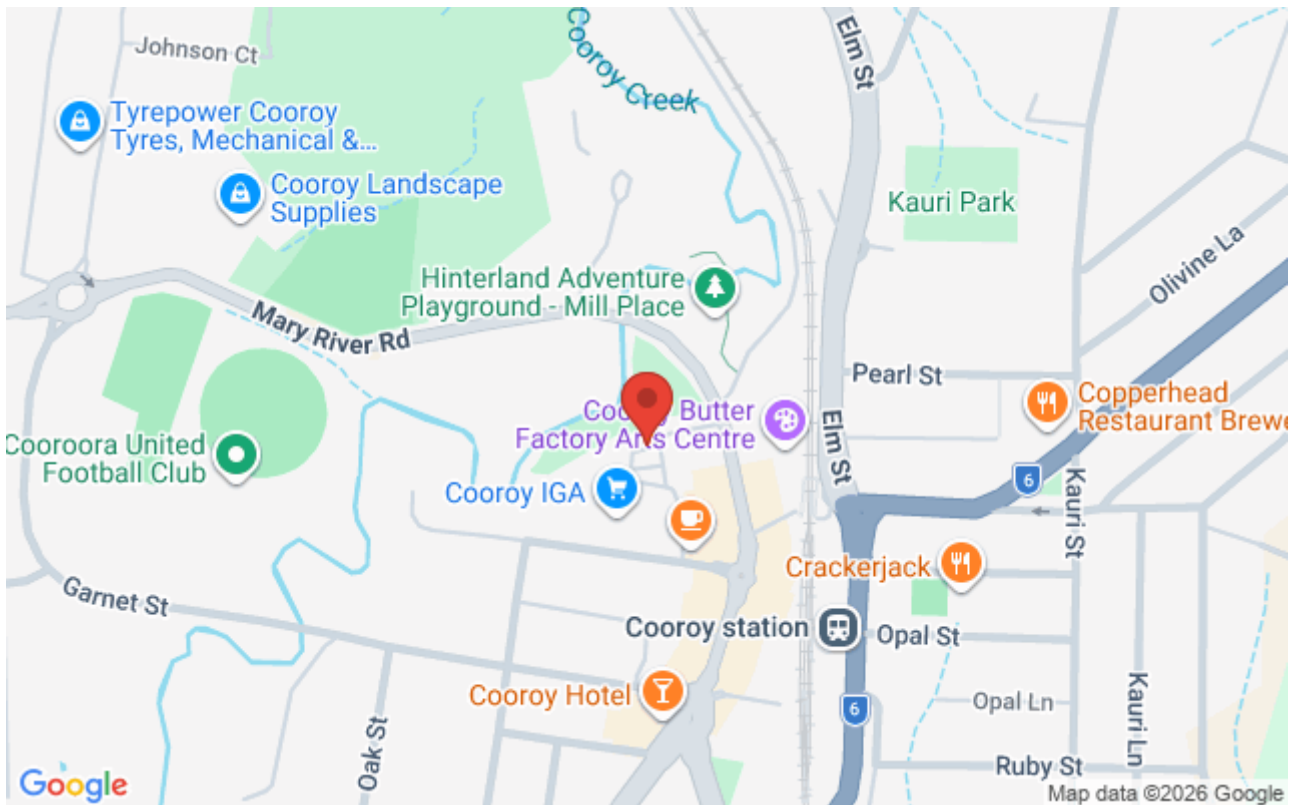 Johnson Ct
Cooroy Creek
Elm St
Tyrepower Cooroy
Tyres, Mechanical &...
Cooroy Landscape
Supplies
Kauri Park
Olivine La
Hinterland Adventure
Playground - Mill Place
Mary River Rd
Pearl St
Copperhead
Restaurant Brewe
Butter
Factory Arts Centre
Elm St
Cooroora United
Football Club
Cooroy IGA
6
Kauri St
Crackerjack
Garnet St
Cooroy station
Opal St
Cooroy Hotel
Opal Ln
6
Kauri Ln
Oak St
Ruby St
Google
Map data ©2026 Google